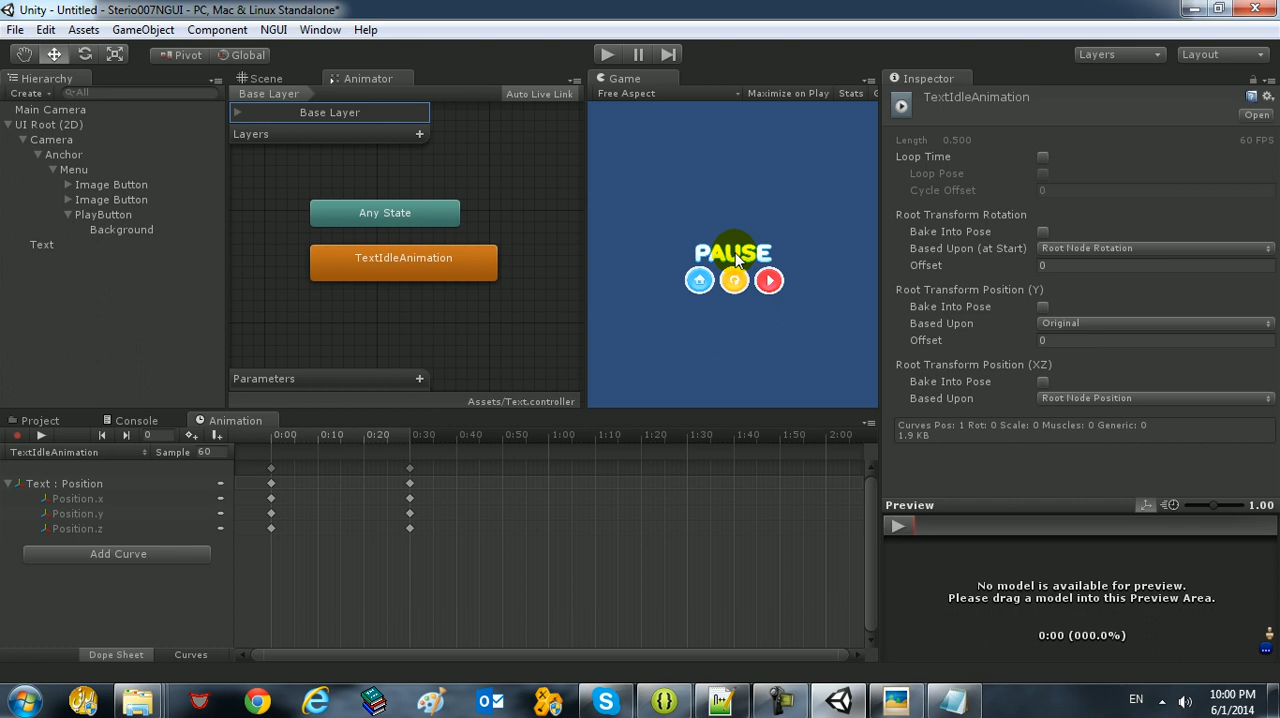 Unity - Untitled - Sterio007NGUI - PC, Mac & Linux Standalone*
File Edit Assets GameObject Component NGUI Window Help
Pivot Global Layers Layout
Hierarchy
Create All
Main Camera
UI Root (2D)
Camera
Anchor
Menu
Image Button
Image Button
PlayButton
Background
Text
Scene Animator
Base Layer Auto Live Link
Base Layer
Layers +
Any State
TextIdleAnimation
Parameters +
Assets/Text.controller
Game
Free Aspect Maximize on Play Stats G
PAUSE
Inspector
TextIdleAnimation
Open
Length 0.500 60 FPS
Loop Time
Loop Pose
Cycle Offset 0
Root Transform Rotation
Bake Into Pose
Based Upon (at Start) Root Node Rotation
Offset 0
Root Transform Position (Y)
Bake Into Pose
Based Upon Original
Offset 0
Root Transform Position (XZ)
Bake Into Pose
Based Upon Root Node Position
Curves Pos: 1 Rot: 0 Scale: 0 Muscles: 0 Generic: 0
1.9 KB
Preview 1.00
No model is available for preview.
Please drag a model into this Preview Area.
0:00 (000.0%)
Project Console Animation
0 0:00 0:10 0:20 0:30 0:40 0:50 1:00 1:10 1:20 1:30 1:40 1:50 2:00
TextIdleAnimation Sample 60
Text : Position
Position.x
Position.y
Position.z
Add Curve
Dope Sheet Curves
EN
10:00 PM
6/1/2014